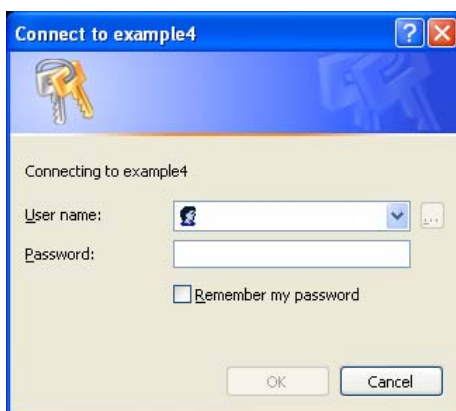 Connect to example4
Connecting to example4
User name:
...
Password:
Remember my password
OK
Cancel